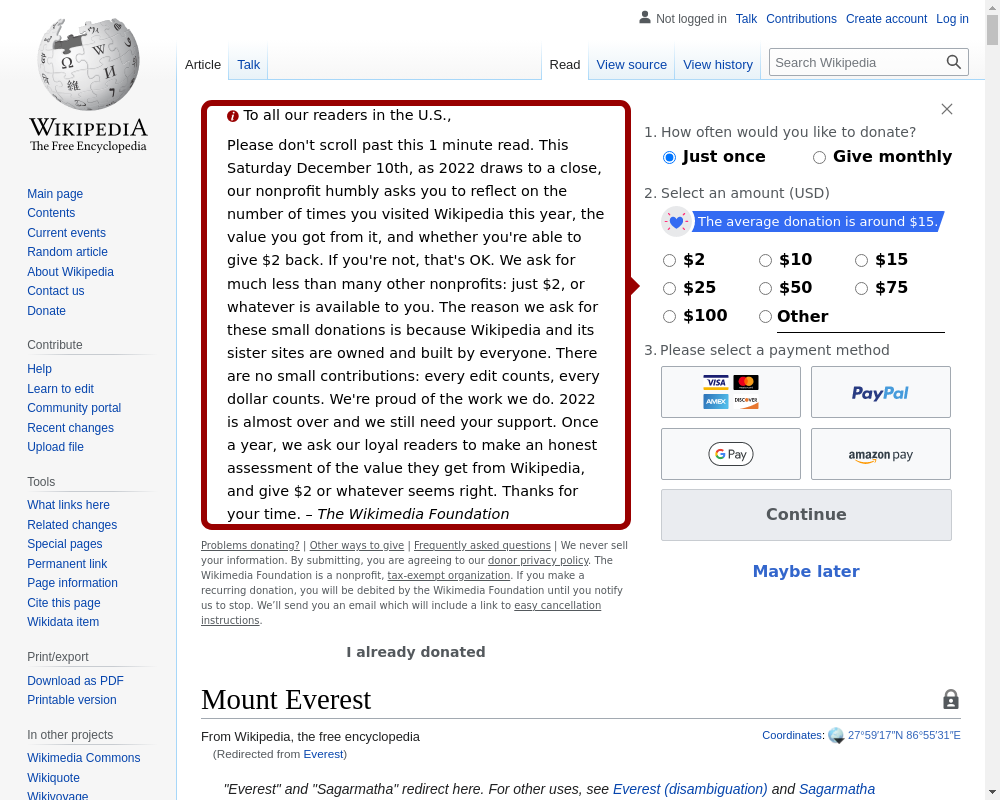 Not logged in Talk Contributions Create account Log in
Article Talk Read View source View history Search Wikipedia
WIKIPEDIA
The Free Encyclopedia
Main page
Contents
Current events
Random article
About Wikipedia
Contact us
Donate
Contribute
Help
Learn to edit
Community portal
Recent changes
Upload file
Tools
What links here
Related changes
Special pages
Permanent link
Page information
Cite this page
Wikidata item
Print/export
Download as PDF
Printable version
In other projects
Wikimedia Commons
Wikiquote
Wikivoyage
To all our readers in the U.S.,
Please don't scroll past this 1 minute read. This
Saturday December 10th, as 2022 draws to a close,
our nonprofit humbly asks you to reflect on the
number of times you visited Wikipedia this year, the
value you got from it, and whether you're able to
give $2 back. If you're not, that's OK. We ask for
much less than many other nonprofits: just $2, or
whatever is available to you. The reason we ask for
these small donations is because Wikipedia and its
sister sites are owned and built by everyone. There
are no small contributions: every edit counts, every
dollar counts. We're proud of the work we do. 2022
is almost over and we still need your support. Once
a year, we ask our loyal readers to make an honest
assessment of the value they get from Wikipedia,
and give $2 or whatever seems right. Thanks for
your time. – The Wikimedia Foundation
Problems donating? | Other ways to give | Frequently asked questions | We never sell
your information. By submitting, you are agreeing to our donor privacy policy. The
Wikimedia Foundation is a nonprofit, tax-exempt organization. If you make a
recurring donation, you will be debited by the Wikimedia Foundation until you notify
us to stop. We'll send you an email which will include a link to easy cancellation
instructions.
I already donated
1. How often would you like to donate?
Just once Give monthly
2. Select an amount (USD)
The average donation is around $15.
$2 $10 $15
$25 $50 $75
$100 Other
3. Please select a payment method
VISA
AMEX DISCOVER
PayPal
G Pay amazon pay
Continue
Maybe later
Mount Everest
From Wikipedia, the free encyclopedia Coordinates: 27°59′17″N 86°55′31″E
(Redirected from Everest)
"Everest" and "Sagarmatha" redirect here. For other uses, see Everest (disambiguation) and Sagarmatha